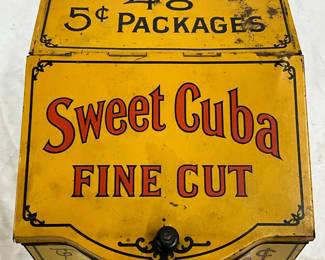 48
5¢ PACKAGES
Sweet Cuba
FINE CUT